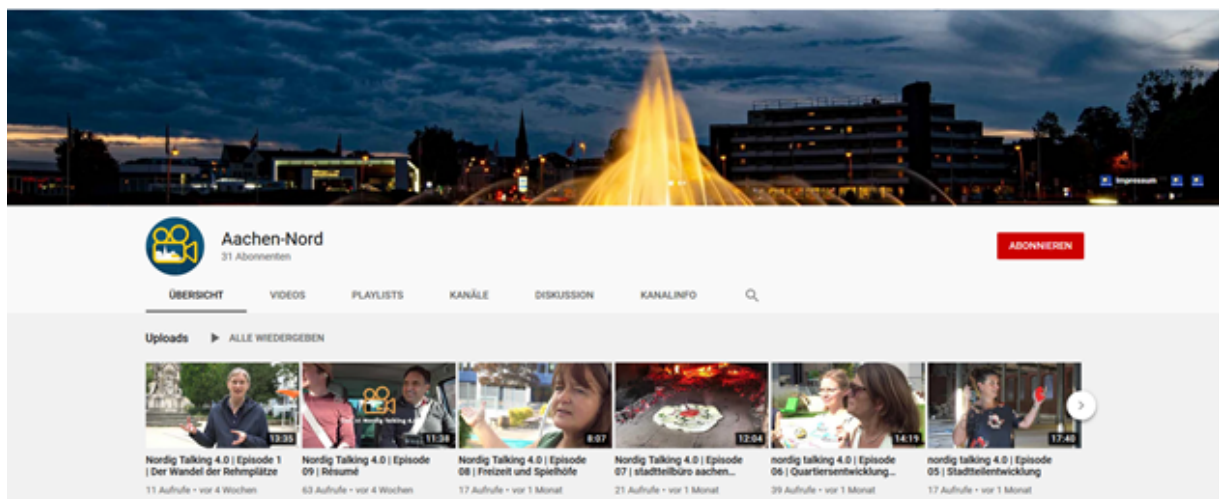 Impressum
Aachen-Nord
31 Abonnenten
ABONNIEREN
ÜBERSICHT VIDEOS PLAYLISTS KANÄLE DISKUSSION KANALINFO
Uploads ALLE WIEDERGEBEN
13:35
11:38
8:07
12:04
14:19
17:40
Nordig Talking 4.0 | Episode 1
| Der Wandel der Rehmplätze
11 Aufrufe • vor 4 Wochen
Nordig Talking 4.0 | Episode
09 | Résumé
63 Aufrufe • vor 4 Wochen
Nordig Talking 4.0 | Episode
08 | Freizeit und Spielhöfe
17 Aufrufe • vor 1 Monat
Nordig Talking 4.0 | Episode
07 | stadtteilbüro aachen...
21 Aufrufe • vor 1 Monat
nordig talking 4.0 | Episode
06 | Quartiersentwicklung...
39 Aufrufe • vor 1 Monat
nordig talking 4.0 | Episode
05 | Stadtteilentwicklung
17 Aufrufe • vor 1 Monat